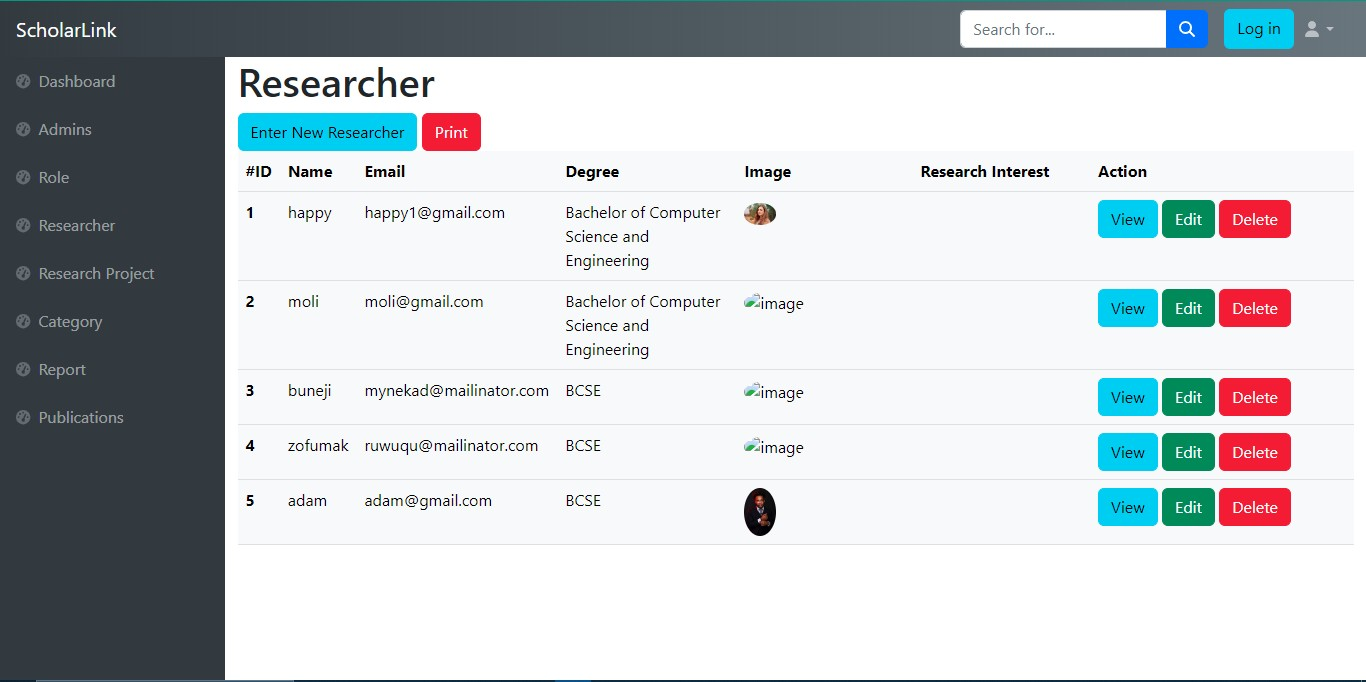 ScholarLink
Search for...
Log in
Dashboard
Admins
Role
Researcher
Research Project
Category
Report
Publications
Researcher
Enter New Researcher Print
#ID Name Email Degree Image Research Interest Action
1 happy happy1@gmail.com Bachelor of Computer View Edit Delete
Science and
Engineering
2 moli moli@gmail.com Bachelor of Computer image View Edit Delete
Science and
Engineering
3 buneji mynekad@mailinator.com BCSE image View Edit Delete
4 zofumak ruwuqu@mailinator.com BCSE image View Edit Delete
5 adam adam@gmail.com BCSE View Edit Delete